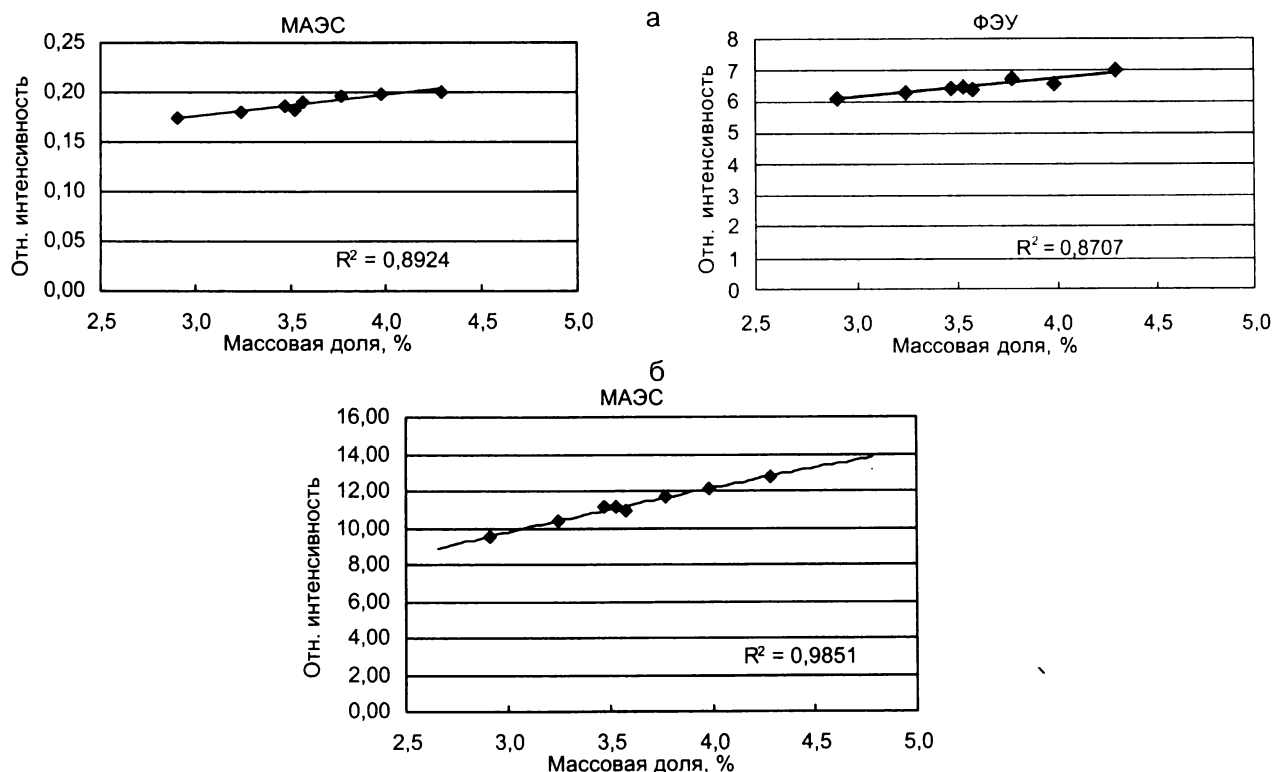 а
МАЭС
Отн. интенсивность
0,25
0,20
0,15
0,10
0,05
0,00
R² = 0,8924
2,5 3,0 3,5 4,0 4,5 5,0
Массовая доля, %
ФЭУ
Отн. интенсивность
8
7
6
5
4
3
2
1
0
R² = 0,8707
2,5 3,0 3,5 4,0 4,5 5,0
Массовая доля, %
б
МАЭС
Отн. интенсивность
16,00
14,00
12,00
10,00
8,00
6,00
4,00
2,00
0,00
R² = 0,9851
2,5 3,0 3,5 4,0 4,5 5,0
Массовая доля, %